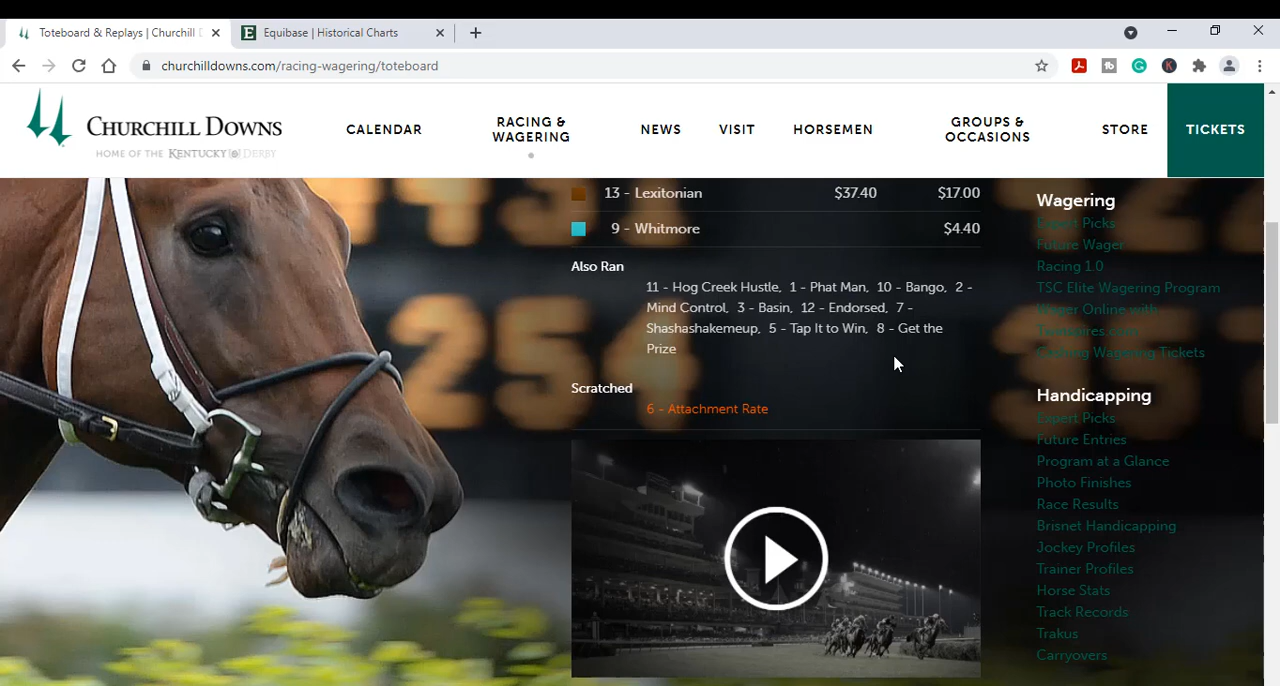 Toteboard & Replays | Churchill D
Equibase | Historical Charts
churchilldowns.com/racing-wagering/toteboard
CHURCHILL DOWNS
HOME OF THE KENTUCKY DERBY
CALENDAR
RACING &
WAGERING
NEWS
VISIT
HORSEMEN
GROUPS &
OCCASIONS
STORE
TICKETS
13 - Lexitonian $37.40 $17.00
9 - Whitmore $4.40
Also Ran
11 - Hog Creek Hustle, 1 - Phat Man, 10 - Bango, 2 -
Mind Control, 3 - Basin, 12 - Endorsed, 7 -
Shashashakemeup, 5 - Tap It to Win, 8 - Get the
Prize
Scratched
6 - Attachment Rate
Wagering
Expert Picks
Future Wager
Racing 1.0
TSC Elite Wagering Program
Wager Online with
Twinspires.com
Cashing Wagering Tickets
Handicapping
Expert Picks
Future Entries
Program at a Glance
Photo Finishes
Race Results
Brisnet Handicapping
Jockey Profiles
Trainer Profiles
Horse Stats
Track Records
Trakus
Carryovers
254